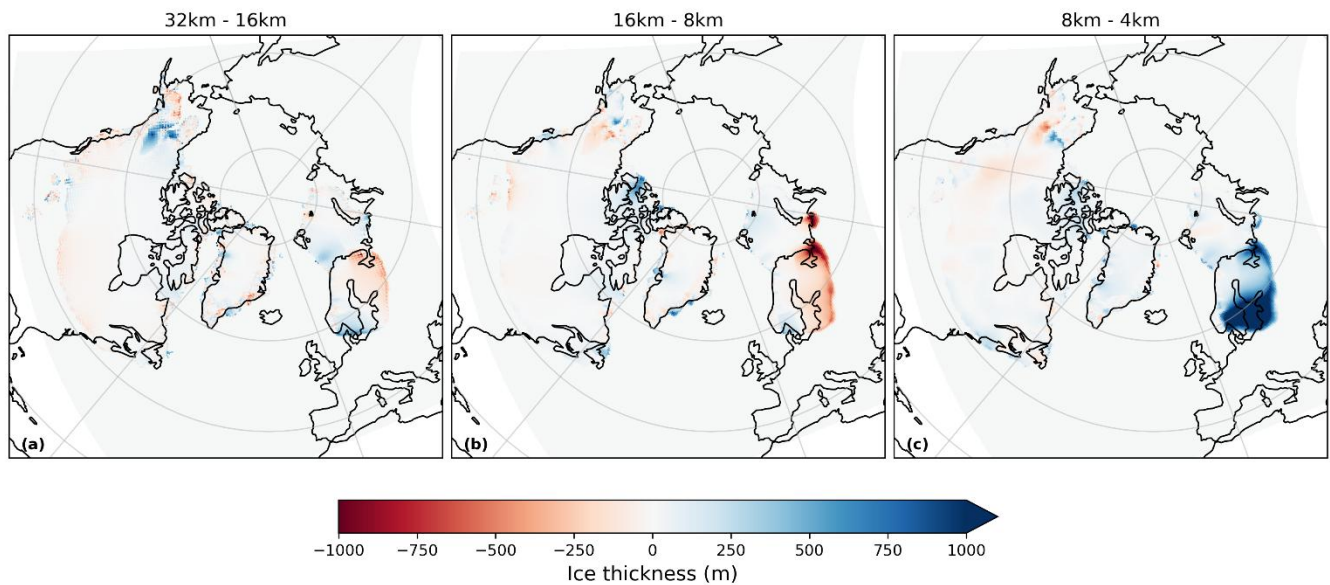 32km - 16km
16km - 8km
8km - 4km
(a)
(b)
(c)
−1000
−750
−500
−250
0
250
500
750
1000
Ice thickness (m)